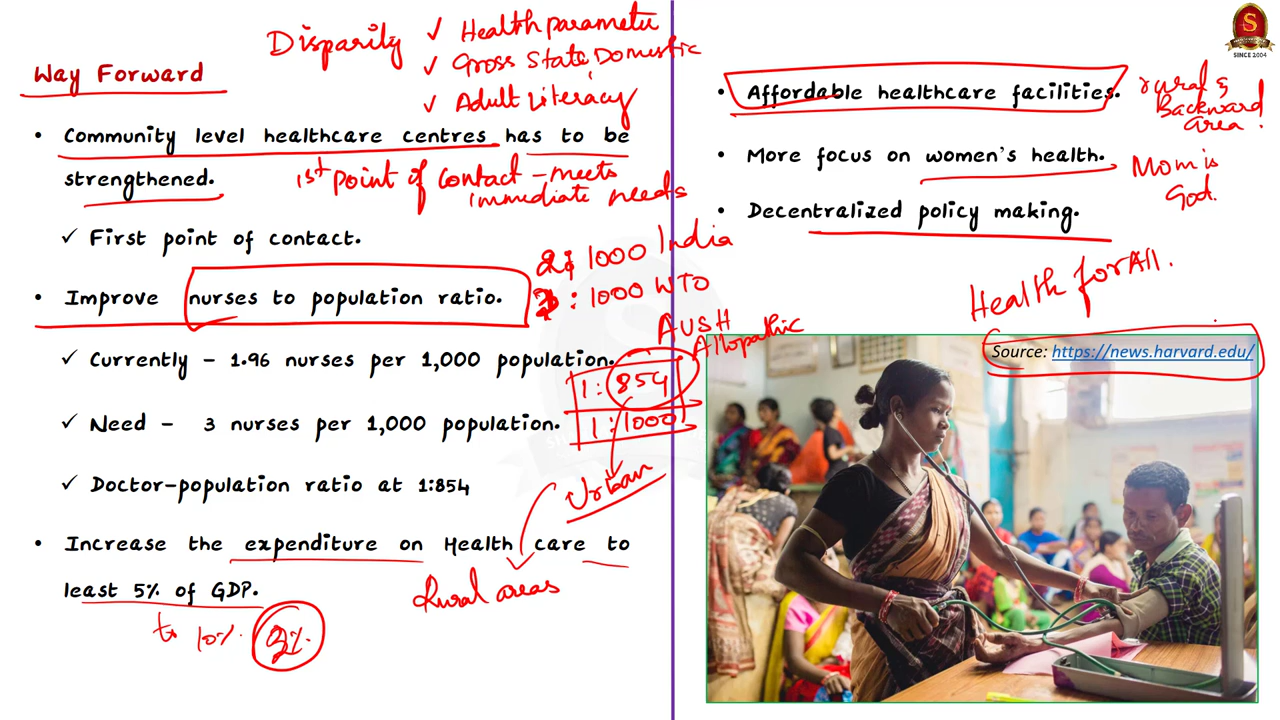 Disparity ✓ Health parameter
✓ Gross State Domestic
✓ Adult Literacy
Way Forward
• Community level healthcare centres has to be
strengthened.
1st point of contact - meets
immediate needs
✓ First point of contact.
: 1000 India
: 1000 WTO
• Improve nurses to population ratio.
AUSH
Allopathic
✓ Currently – 1.96 nurses per 1,000 population.
1:854
✓ Need – 3 nurses per 1,000 population.
1:1000
✓ Doctor-population ratio at 1:854
Urban
• Increase the expenditure on Health care to
least 5% of GDP.
Rural areas
to 10%. 2%.
S
SINCE 2004
• Affordable healthcare facilities.
rural &
Backward
area.
• More focus on women's health.
Mom is
God.
• Decentralized policy making.
Health for All.
Source: https://news.harvard.edu/